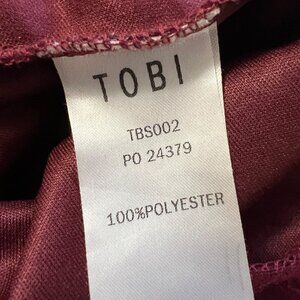 TOBI
TBS002
PO 24379
100%POLYESTER